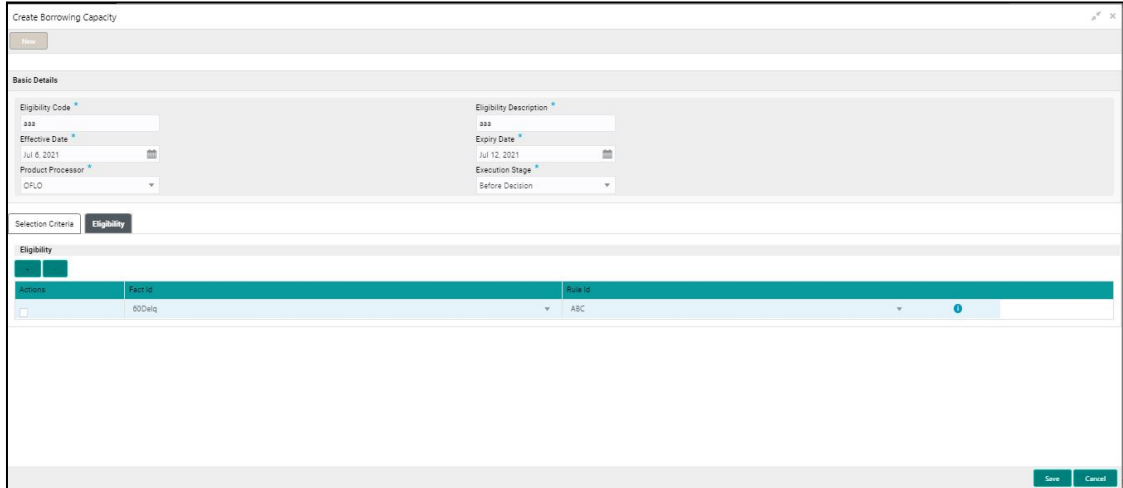 Create Borrowing Capacity
New
Basic Details
Eligibility Code *
Eligibility Description *
aaa
aaa
Effective Date *
Expiry Date *
Jul 6, 2021
Jul 12, 2021
Product Processor *
Execution Stage *
OFLO
Before Decision
Selection Criteria Eligibility
Eligibility
Actions Fact Id Rule Id
60Delq ABC
Save Cancel